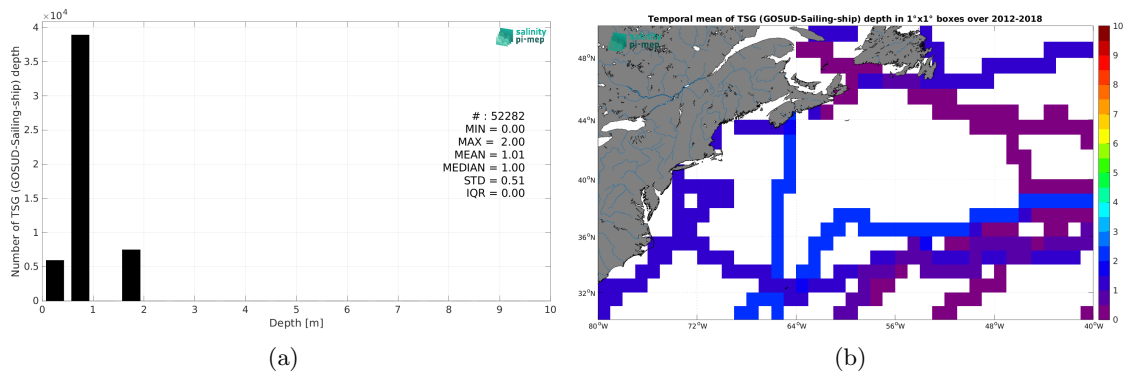 ×10⁴
4
3.5
3
2.5
2
1.5
1
0.5
0
Number of TSG (GOSUD-Sailing-ship) depth
salinity
pi-mep
# : 52282
MIN = 0.00
MAX = 2.00
MEAN = 1.01
MEDIAN = 1.00
STD = 0.51
IQR = 0.00
0 1 2 3 4 5 6 7 8 9 10
Depth [m]
(a)
Temporal mean of TSG (GOSUD-Sailing-ship) depth in 1°x1° boxes over 2012-2018
salinity
pi-mep
48°N
44°N
40°N
36°N
32°N
80°W 72°W 64°W 56°W 48°W 40°W
10
9
8
7
6
5
4
3
2
1
0
(b)